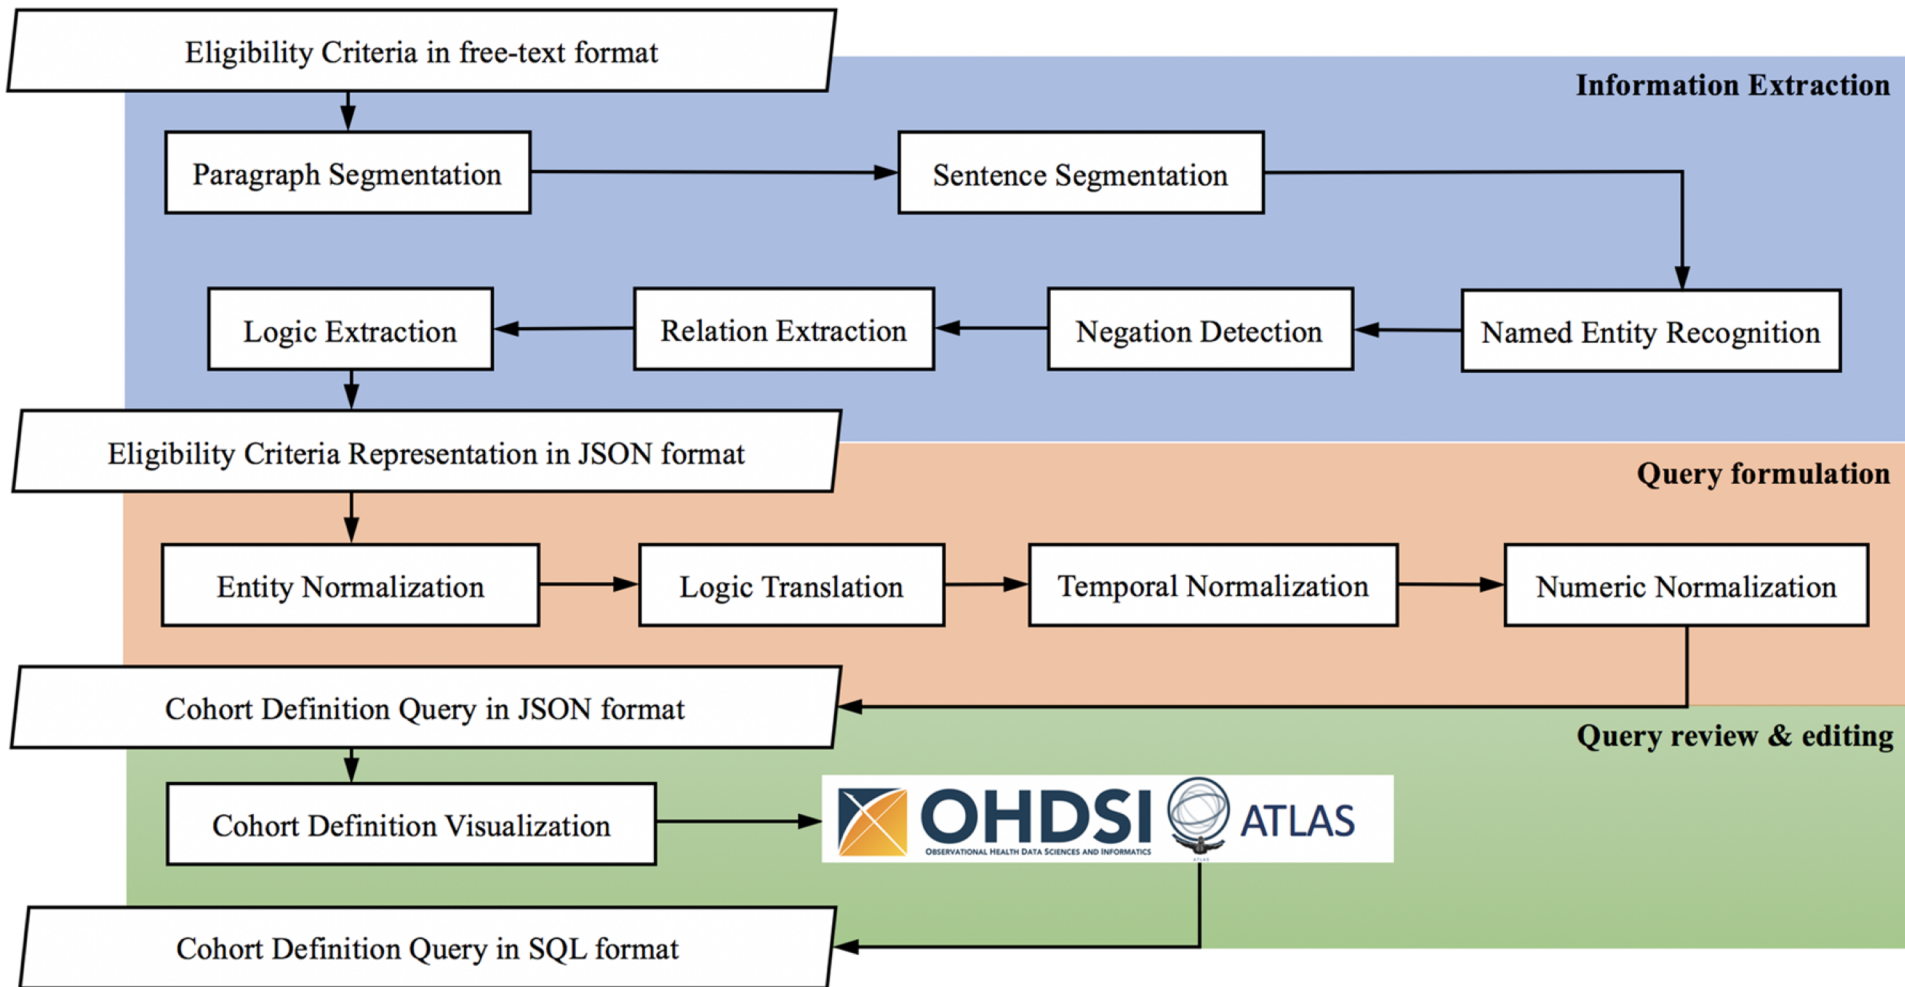 Eligibility Criteria in free-text format
Information Extraction
Paragraph Segmentation
Sentence Segmentation
Logic Extraction
Relation Extraction
Negation Detection
Named Entity Recognition
Eligibility Criteria Representation in JSON format
Query formulation
Entity Normalization
Logic Translation
Temporal Normalization
Numeric Normalization
Cohort Definition Query in JSON format
Query review & editing
Cohort Definition Visualization
OHDSI
OBSERVATIONAL HEALTH DATA SCIENCES AND INFORMATICS
ATLAS
ATLAS
Cohort Definition Query in SQL format